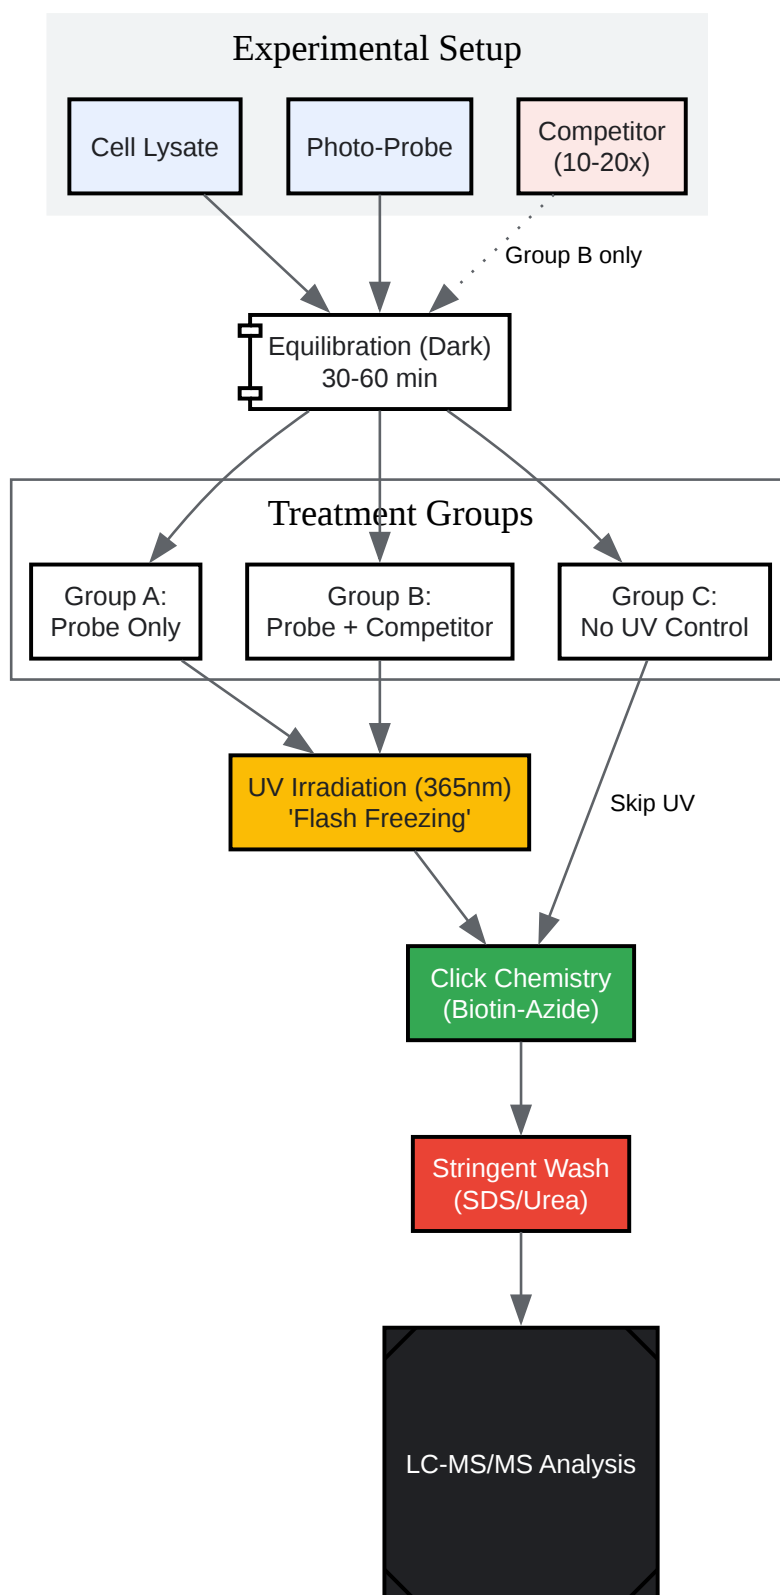 Experimental Setup
Cell Lysate
Photo-Probe
Competitor
(10-20x)
Group B only
Equilibration (Dark)
30-60 min
Treatment Groups
Group A:
Probe Only
Group B:
Probe + Competitor
Group C:
No UV Control
UV Irradiation (365nm)
'Flash Freezing'
Skip UV
Click Chemistry
(Biotin-Azide)
Stringent Wash
(SDS/Urea)
LC-MS/MS Analysis